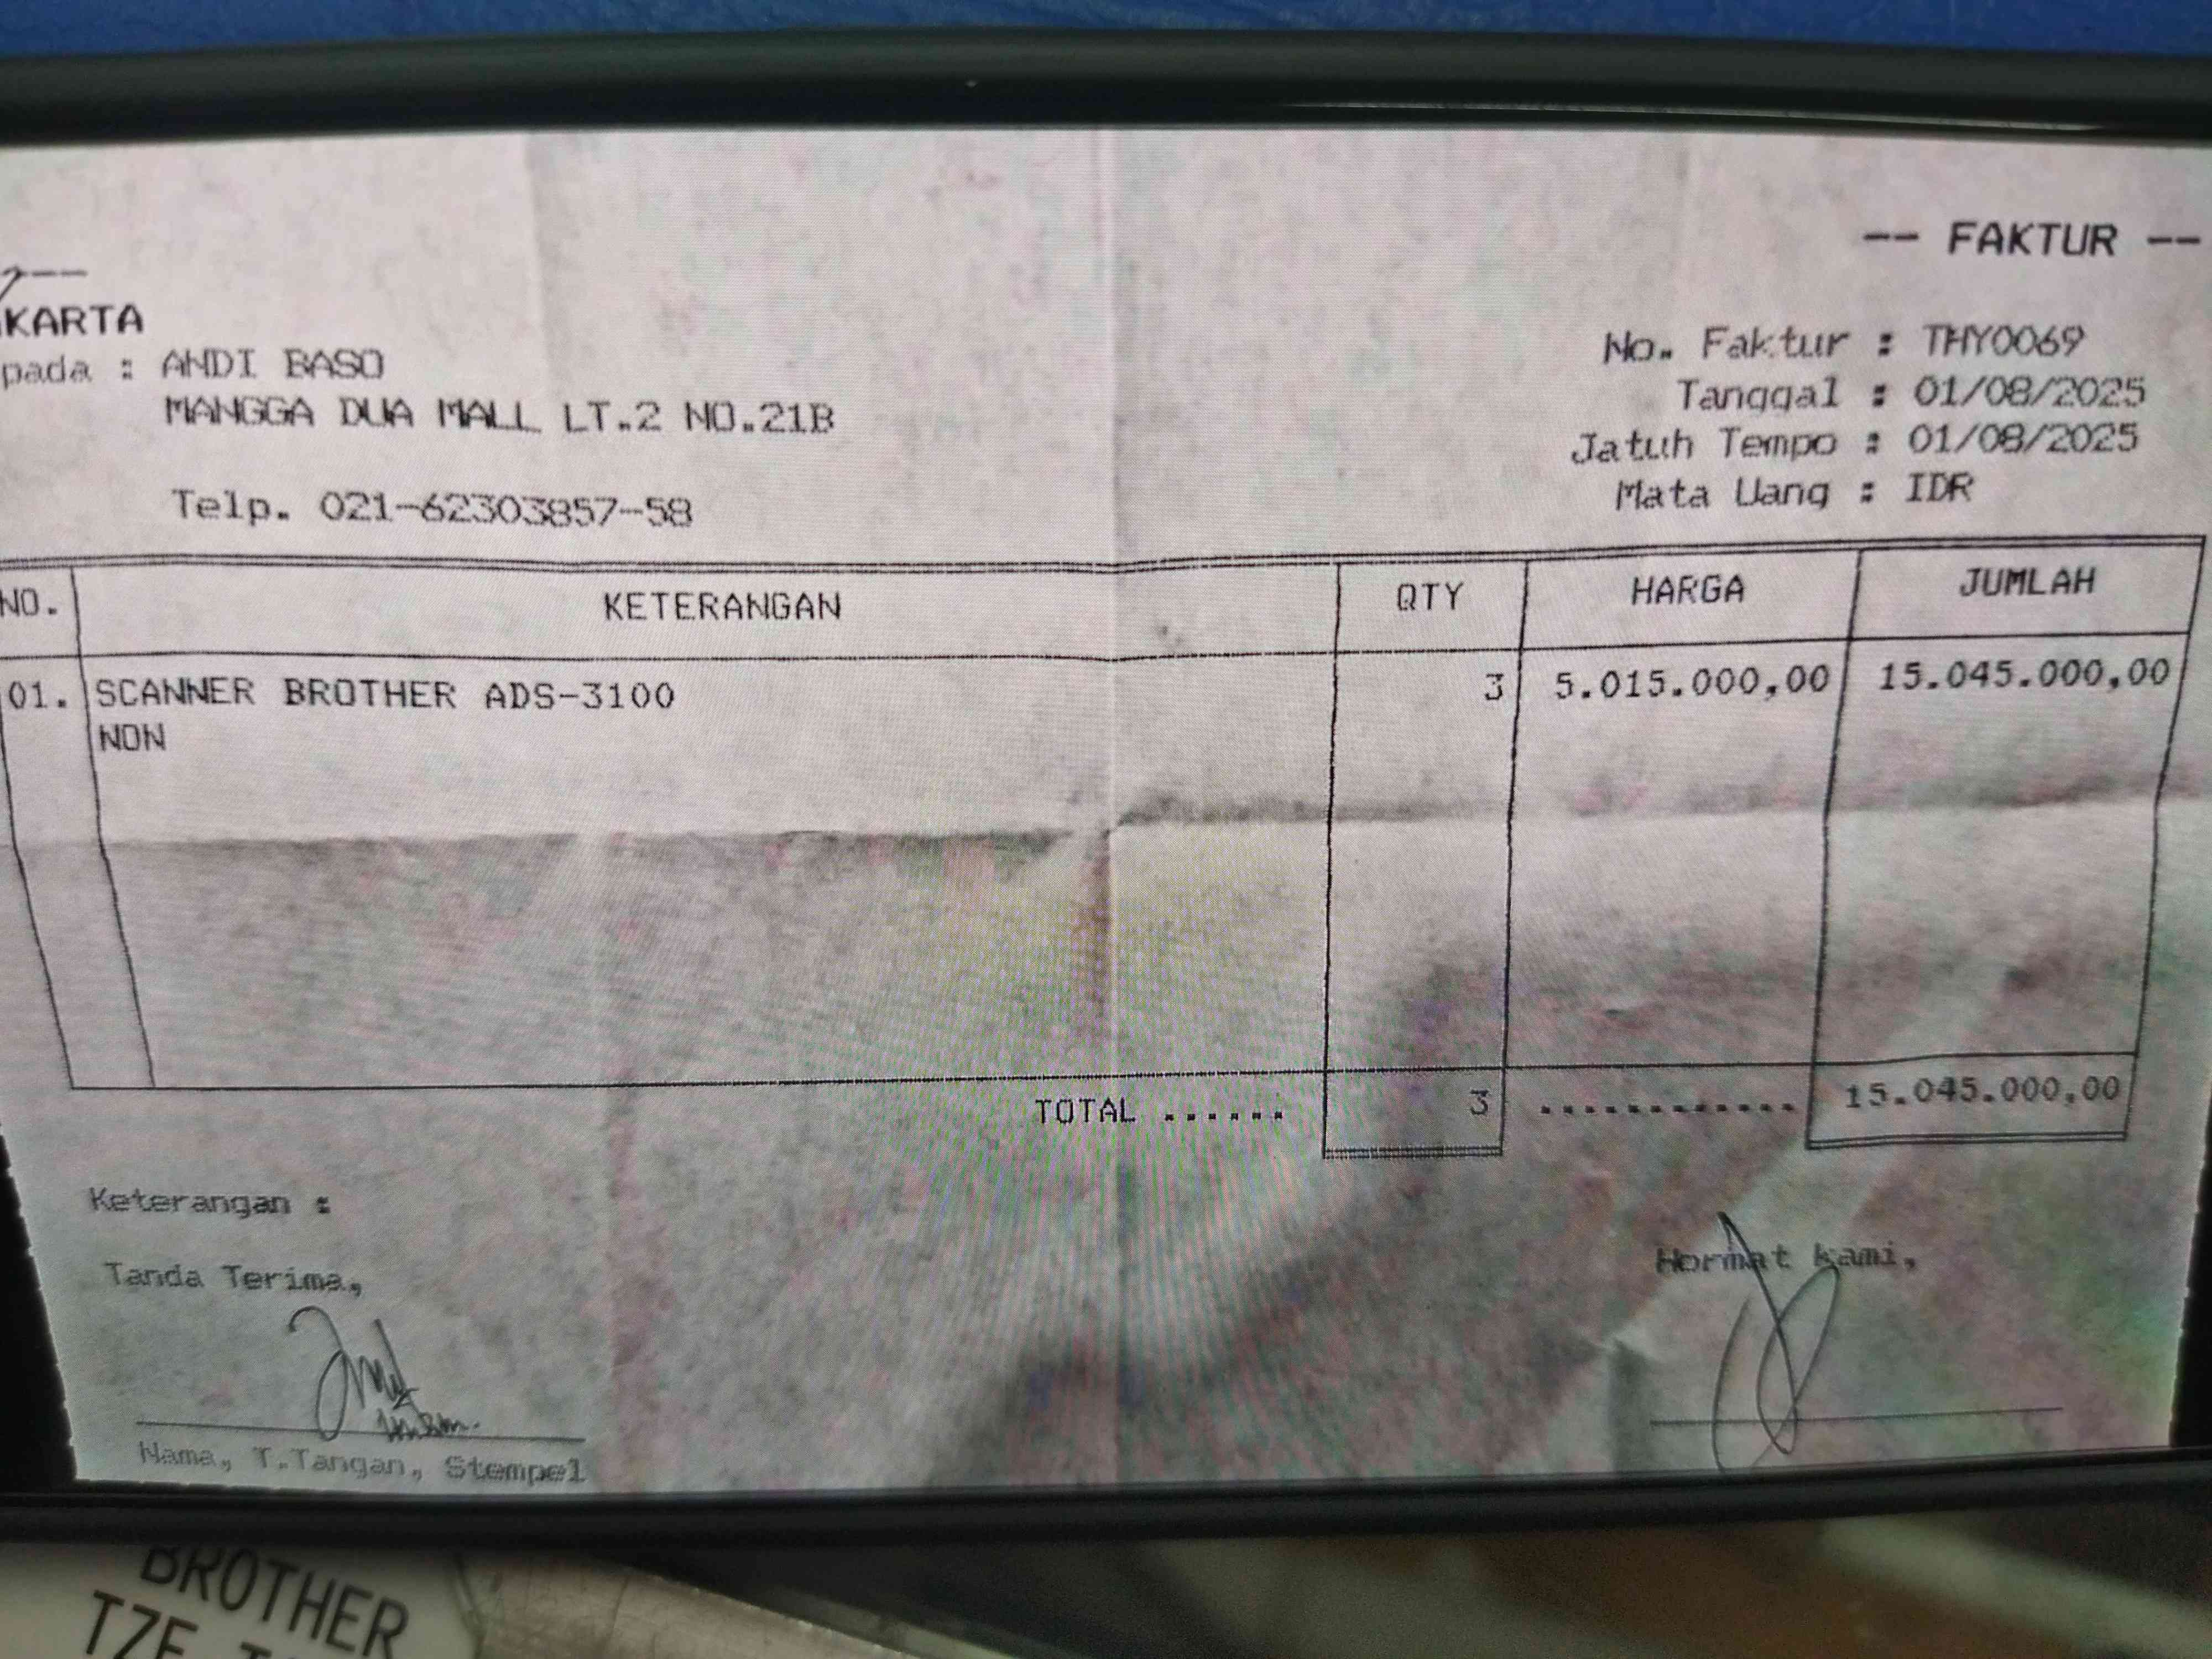 -- FAKTUR --
KARTA
pada : ANDI BASO
MANGGA DUA MALL LT.2 NO.21B
Telp. 021-62303857-58
No. Faktur : THY0069
Tanggal : 01/08/2025
Jatuh Tempo : 01/08/2025
Mata Uang : IDR
NO. KETERANGAN QTY HARGA JUMLAH
01. SCANNER BROTHER ADS-3100 3 5.015.000,00 15.045.000,00
NON
TOTAL ...... 3 ............ 15.045.000,00
Keterangan :
Tanda Terima,
Hormat Kami,
Nama, T.Tangan, Stempel
BROTHER
TZE